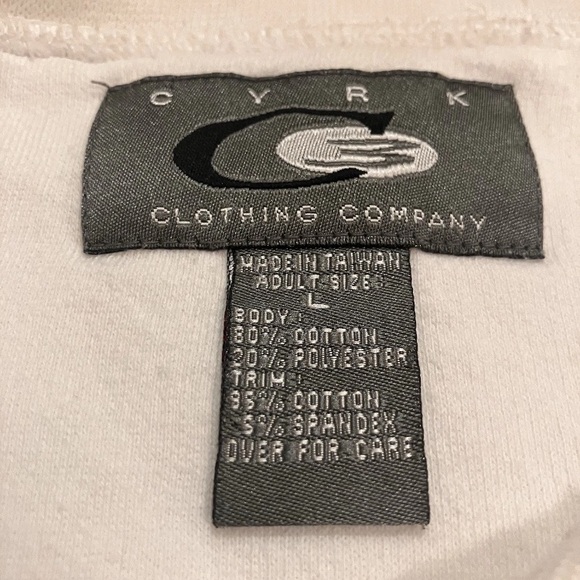 CYRK
CLOTHING COMPANY
MADE IN TAIWAN
ADULT SIZE:
L
BODY:
80% COTTON
20% POLYESTER
TRIM:
95% COTTON
5% SPANDEX
OVER FOR CARE